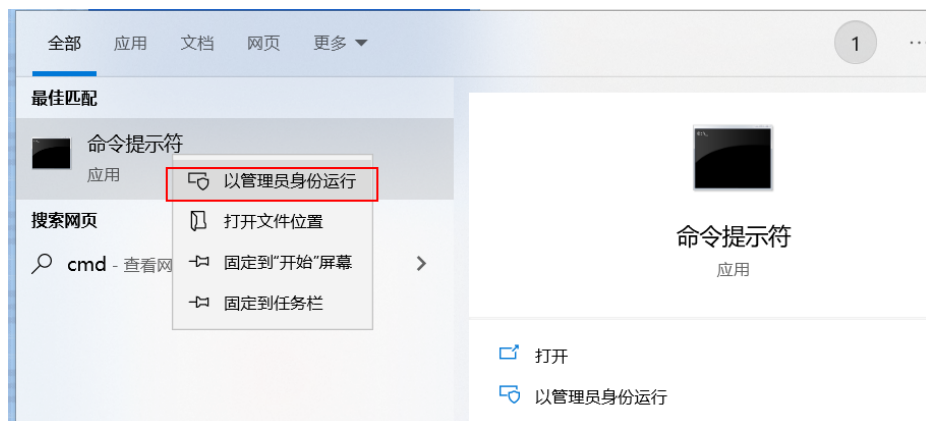 全部 应用 文档 网页 更多 1 ...
最佳匹配
命令提示符
应用
以管理员身份运行
搜索网页
打开文件位置
cmd - 查看网
固定到"开始"屏幕
固定到任务栏
命令提示符
应用
打开
以管理员身份运行